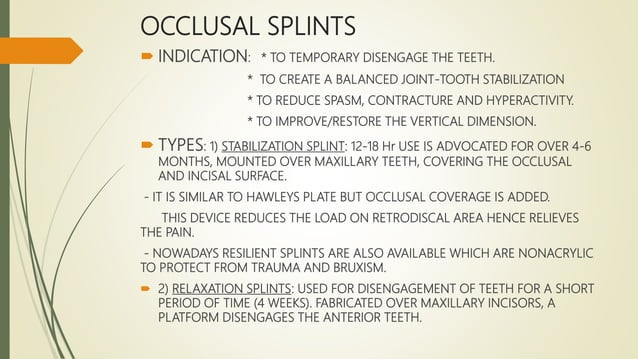 OCCLUSAL SPLINTS
INDICATION: * TO TEMPORARY DISENGAGE THE TEETH.
* TO CREATE A BALANCED JOINT-TOOTH STABILIZATION
* TO REDUCE SPASM, CONTRACTURE AND HYPERACTIVITY.
* TO IMPROVE/RESTORE THE VERTICAL DIMENSION.
TYPES: 1) STABILIZATION SPLINT: 12-18 Hr USE IS ADVOCATED FOR OVER 4-6
MONTHS, MOUNTED OVER MAXILLARY TEETH, COVERING THE OCCLUSAL
AND INCISAL SURFACE.
- IT IS SIMILAR TO HAWLEYS PLATE BUT OCCLUSAL COVERAGE IS ADDED.
THIS DEVICE REDUCES THE LOAD ON RETRODISCAL AREA HENCE RELIEVES
THE PAIN.
- NOWADAYS RESILIENT SPLINTS ARE ALSO AVAILABLE WHICH ARE NONACRYLIC
TO PROTECT FROM TRAUMA AND BRUXISM.
2) RELAXATION SPLINTS: USED FOR DISENGAGEMENT OF TEETH FOR A SHORT
PERIOD OF TIME (4 WEEKS). FABRICATED OVER MAXILLARY INCISORS, A
PLATFORM DISENGAGES THE ANTERIOR TEETH.